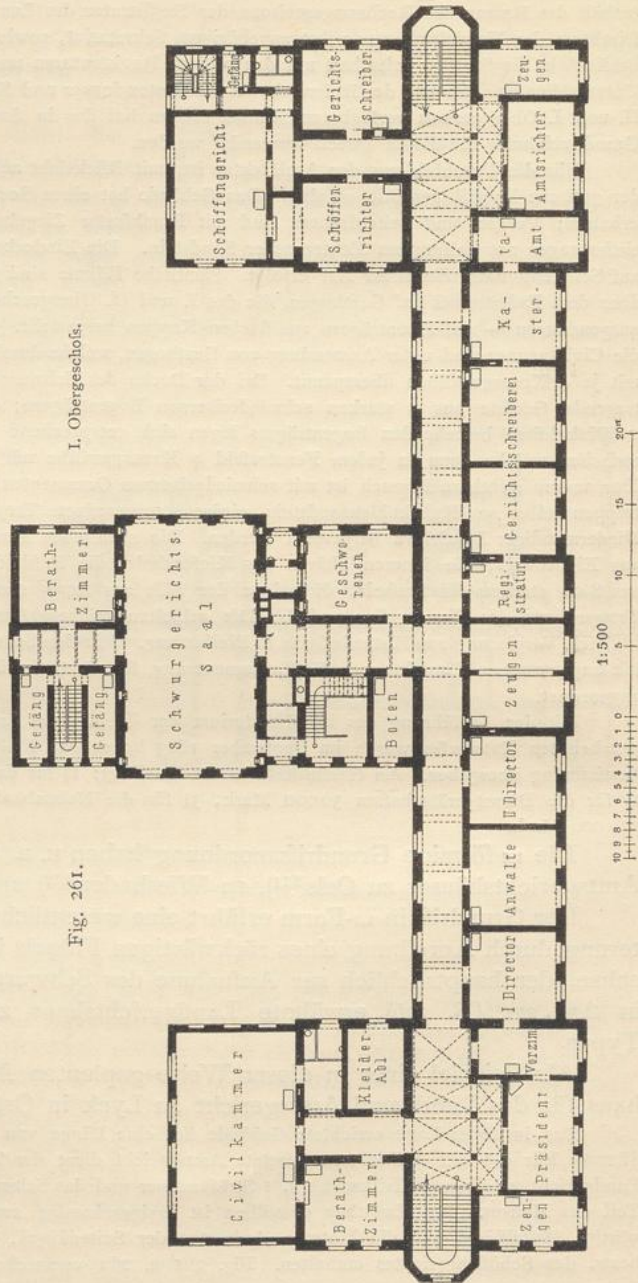 Fig. 261.
I. Obergeschoſs.
Civilkammer
Berath-
Zimmer
Kleider
Abl
Zeu
gen
Präsident
Vorzim
I Director
Anwalte
II Director
Zeugen
Regi
stratur
Gerichtsschreiberei
Ka-
ster-
ta-
Amt
Amtsrichter
Zeu-
gen
Gefäng
Gefäng
Berath-
Zimmer
Schwurgerichts-
Saal
Boten
Geschwo-
renen
Schöffengericht
Gefäng
Schöffen-
richter
Gerichts-
schreiber
1:500
10 9 8 7 6 5 4 3 2 1 0 5 10 15 20m